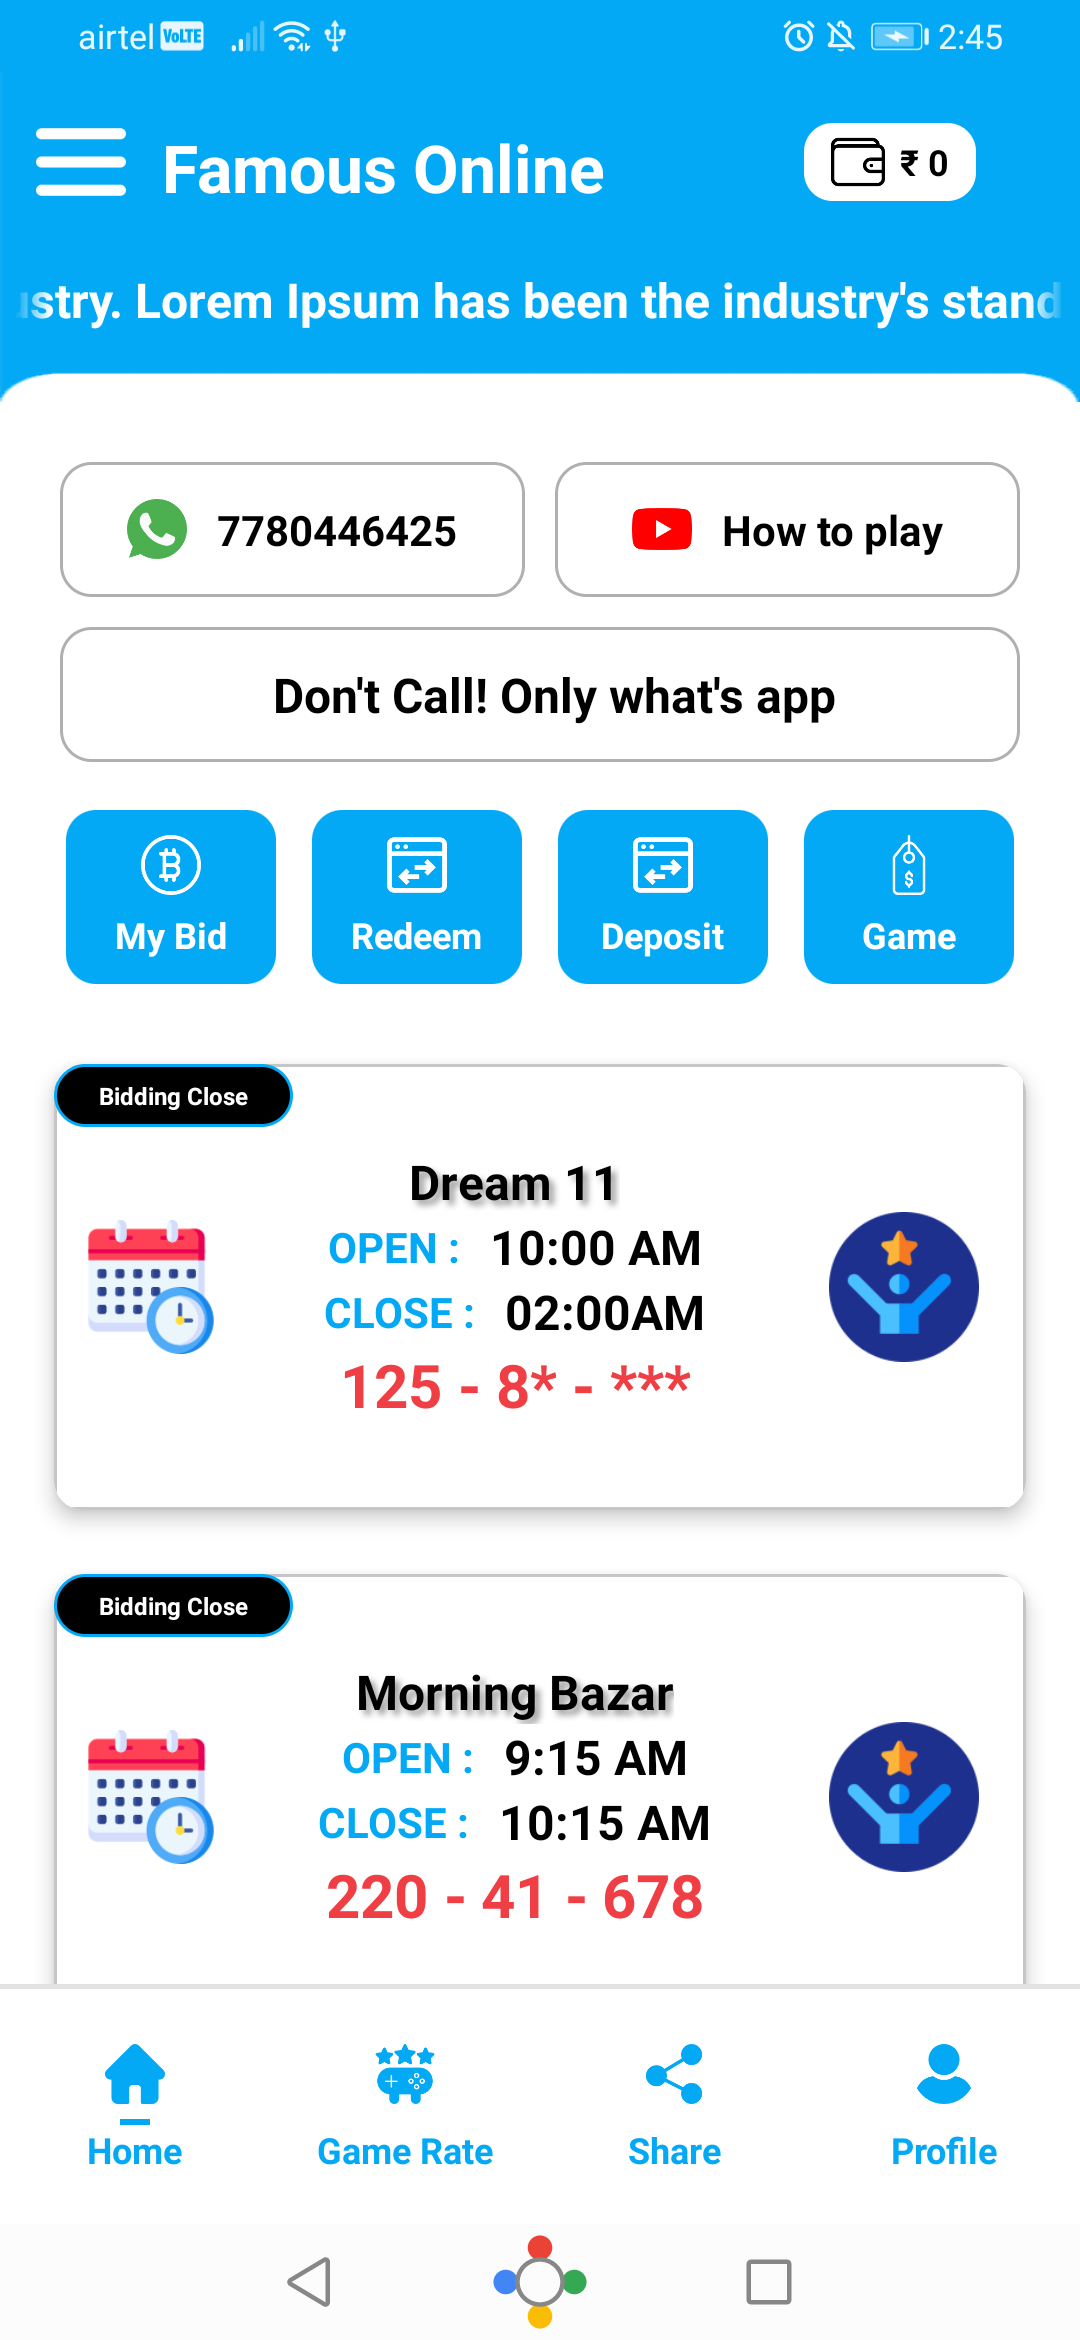 airtel VoLTE 2:45
Famous Online ₹ 0
stry. Lorem Ipsum has been the industry's stand
7780446425 How to play
Don't Call! Only what's app
My Bid Redeem Deposit Game
Bidding Close
Dream 11
OPEN : 10:00 AM
CLOSE : 02:00AM
125 - 8* - ***
Bidding Close
Morning Bazar
OPEN : 9:15 AM
CLOSE : 10:15 AM
220 - 41 - 678
Home Game Rate Share Profile